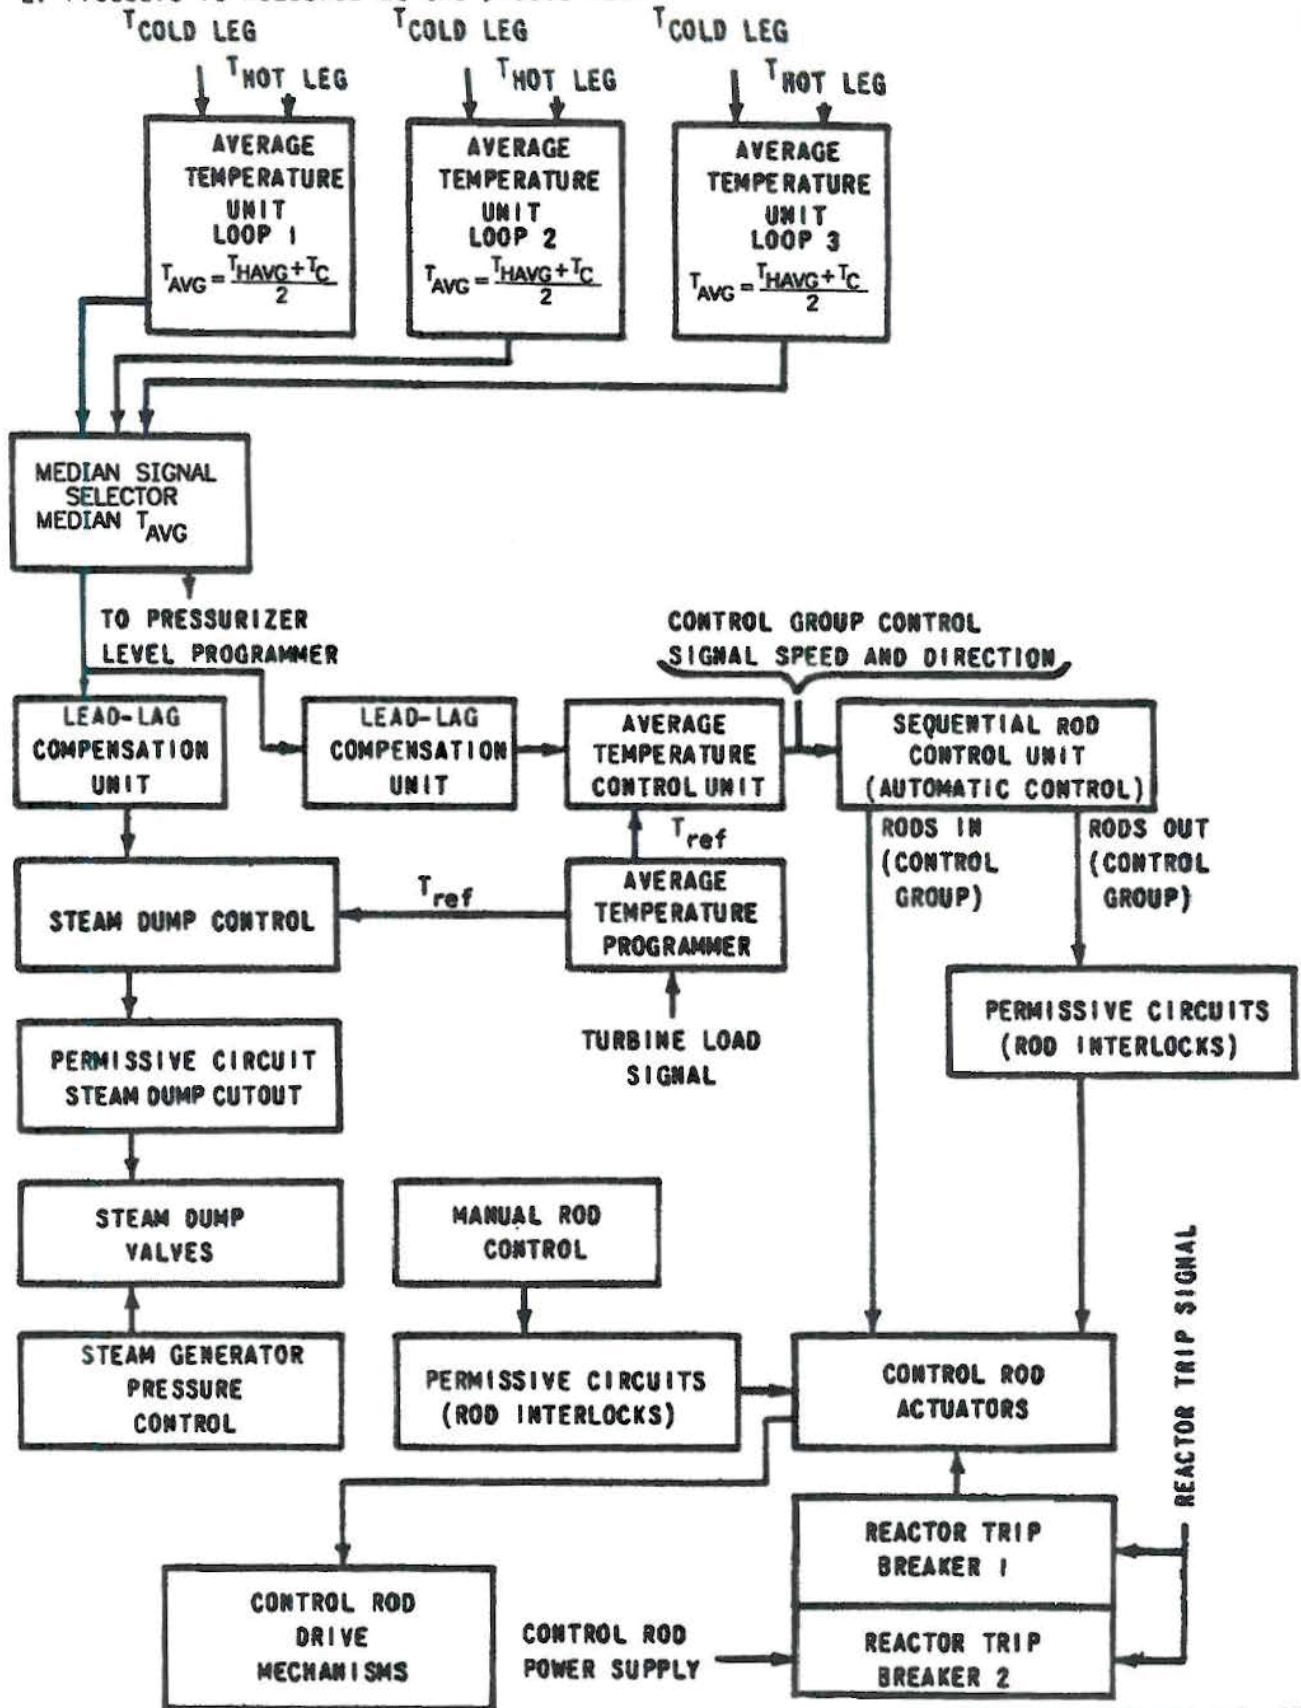 T COLD LEG
T HOT LEG
T COLD LEG
T HOT LEG
T COLD LEG
T HOT LEG
AVERAGE
TEMPERATURE
UNIT
LOOP 1
T AVG = T HAVG + T C / 2
AVERAGE
TEMPERATURE
UNIT
LOOP 2
T AVG = T HAVG + T C / 2
AVERAGE
TEMPERATURE
UNIT
LOOP 3
T AVG = T HAVG + T C / 2
MEDIAN SIGNAL
SELECTOR
MEDIAN T AVG
TO PRESSURIZER
LEVEL PROGRAMMER
CONTROL GROUP CONTROL
SIGNAL SPEED AND DIRECTION
LEAD-LAG
COMPENSATION
UNIT
LEAD-LAG
COMPENSATION
UNIT
AVERAGE
TEMPERATURE
CONTROL UNIT
SEQUENTIAL ROD
CONTROL UNIT
(AUTOMATIC CONTROL)
T ref
RODS IN
(CONTROL
GROUP)
RODS OUT
(CONTROL
GROUP)
STEAM DUMP CONTROL
T ref
AVERAGE
TEMPERATURE
PROGRAMMER
PERMISSIVE CIRCUITS
(ROD INTERLOCKS)
TURBINE LOAD
SIGNAL
PERMISSIVE CIRCUIT
STEAM DUMP CUTOUT
STEAM DUMP
VALVES
MANUAL ROD
CONTROL
REACTOR TRIP SIGNAL
STEAM GENERATOR
PRESSURE
CONTROL
PERMISSIVE CIRCUITS
(ROD INTERLOCKS)
CONTROL ROD
ACTUATORS
REACTOR TRIP
BREAKER 1
CONTROL ROD
DRIVE
MECHANISMS
CONTROL ROD
POWER SUPPLY
REACTOR TRIP
BREAKER 2